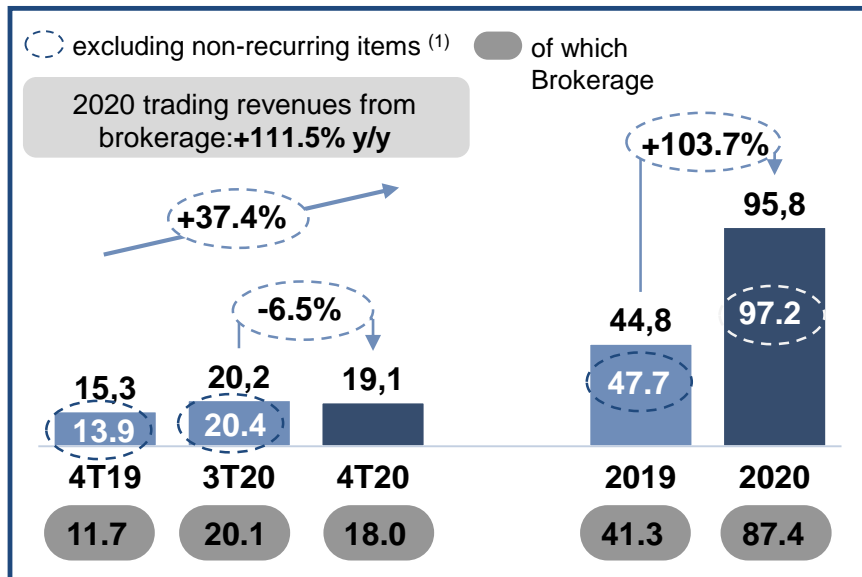 excluding non-recurring items (1)
of which
Brokerage
2020 trading revenues from
brokerage:+111.5% y/y
+103.7%
+37.4%
95,8
-6.5%
97.2
44,8
47.7
15,3
20,2
19,1
13.9
20.4
4T19 3T20 4T20 2019 2020
11.7 20.1 18.0 41.3 87.4